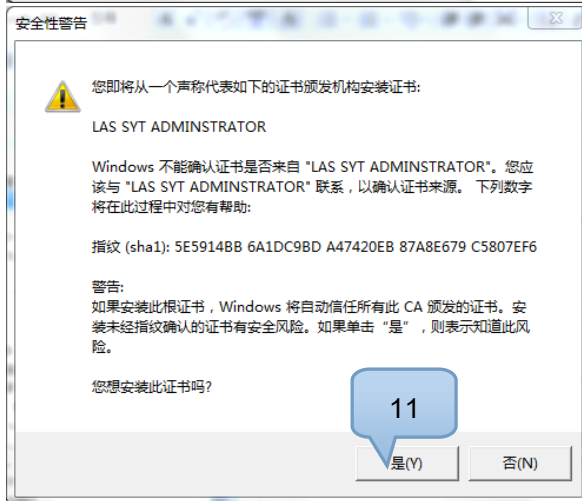 安全性警告
您即将从一个声称代表如下的证书颁发机构安装证书:
LAS SYT ADMINSTRATOR
Windows 不能确认证书是否来自 "LAS SYT ADMINSTRATOR"。您应
该与 "LAS SYT ADMINSTRATOR" 联系，以确认证书来源。 下列数字
将在此过程中对您有帮助:
指纹 (sha1): 5E5914BB 6A1DC9BD A47420EB 87A8E679 C5807EF6
警告:
如果安装此根证书，Windows 将自动信任所有此 CA 颁发的证书。安
装未经指纹确认的证书有安全风险。如果单击“是”，则表示知道此风
险。
您想安装此证书吗?
11
是(Y)
否(N)